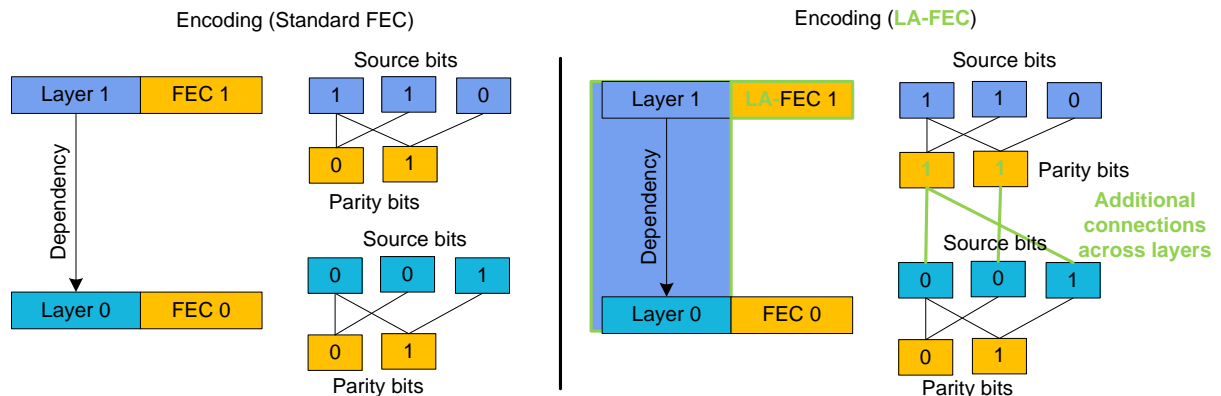 Encoding (Standard FEC)
Source bits
Layer 1 FEC 1
1 1 0
0 1
Parity bits
Dependency
Source bits
0 0 1
Layer 0 FEC 0
0 1
Parity bits
Encoding (LA-FEC)
Source bits
Layer 1 LA-FEC 1
1 1 0
1 1 Parity bits
Additional
connections
across layers
Dependency
Source bits
0 0 1
Layer 0 FEC 0
0 1
Parity bits